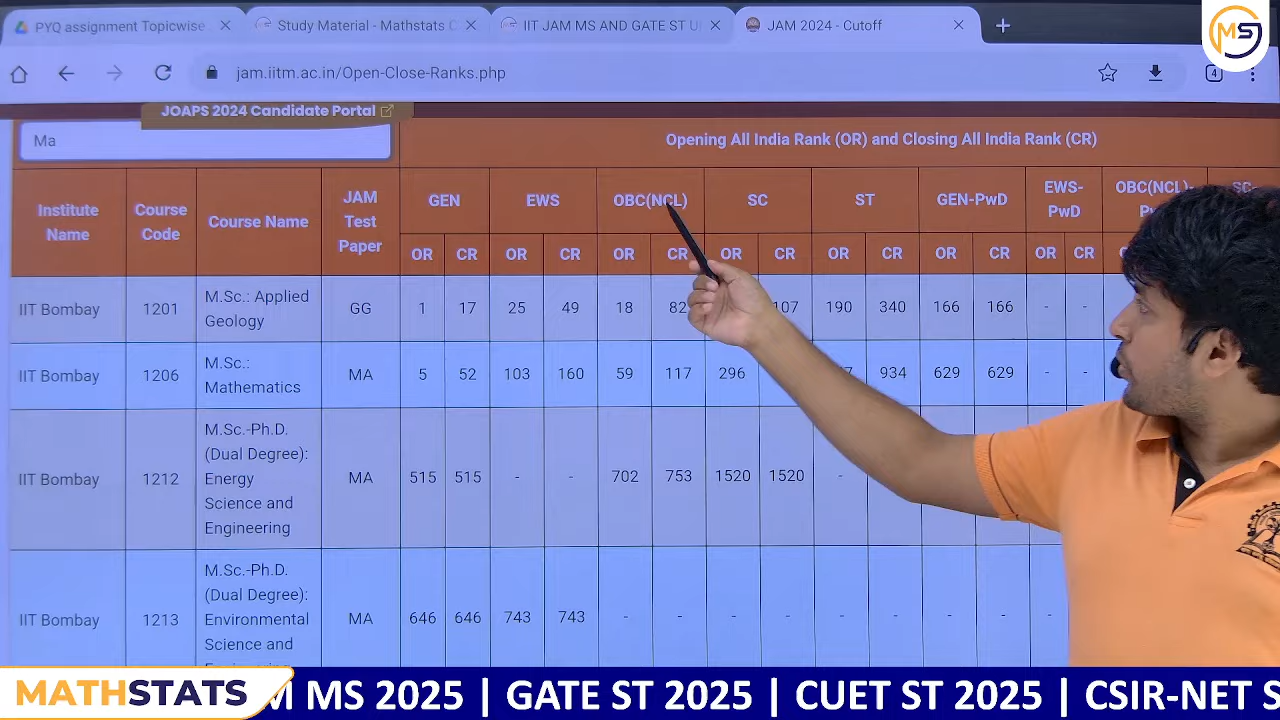 PYQ assignment Topicwise
Study Material - Mathstats C
IIT JAM MS AND GATE ST U
JAM 2024 - Cutoff
MS
jam.iitm.ac.in/Open-Close-Ranks.php
4
JOAPS 2024 Candidate Portal
Ma
Opening All India Rank (OR) and Closing All India Rank (CR)
Institute Name
Course Code
Course Name
JAM Test Paper
GEN
EWS
OBC(NCL)
SC
ST
GEN-PwD
EWS-PwD
OBC(NCL)-
SC-
OR CR OR CR OR CR OR CR OR CR OR CR OR CR
IIT Bombay 1201 M.Sc.: Applied Geology GG 1 17 25 49 18 82 107 190 340 166 166 - -
IIT Bombay 1206 M.Sc.: Mathematics MA 5 52 103 160 59 117 296 934 629 629 - -
IIT Bombay 1212 M.Sc.-Ph.D. (Dual Degree): Energy Science and Engineering MA 515 515 - - 702 753 1520 1520 -
IIT Bombay 1213 M.Sc.-Ph.D. (Dual Degree): Environmental Science and MA 646 646 743 743 - - - - - - - - -
MATHSTATS
M MS 2025 | GATE ST 2025 | CUET ST 2025 | CSIR-NET S